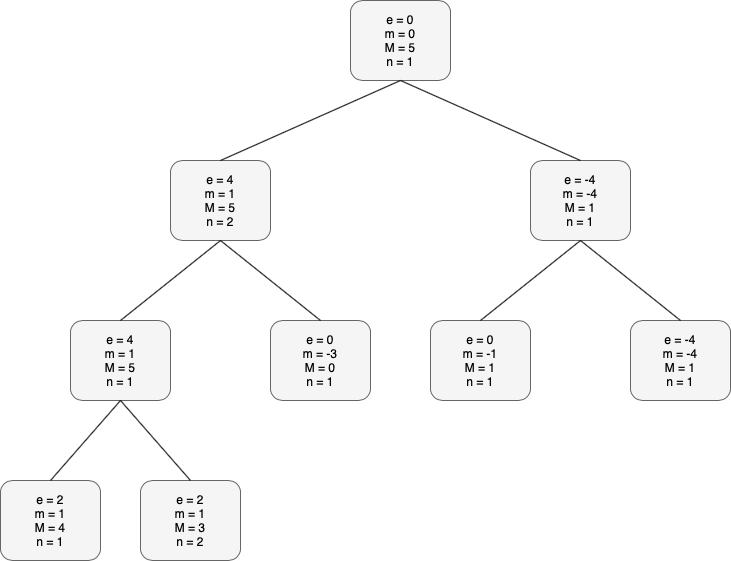 e = 0
m = 0
M = 5
n = 1
e = 4
m = 1
M = 5
n = 2
e = -4
m = -4
M = 1
n = 1
e = 4
m = 1
M = 5
n = 1
e = 0
m = -3
M = 0
n = 1
e = 0
m = -1
M = 1
n = 1
e = -4
m = -4
M = 1
n = 1
e = 2
m = 1
M = 4
n = 1
e = 2
m = 1
M = 3
n = 2